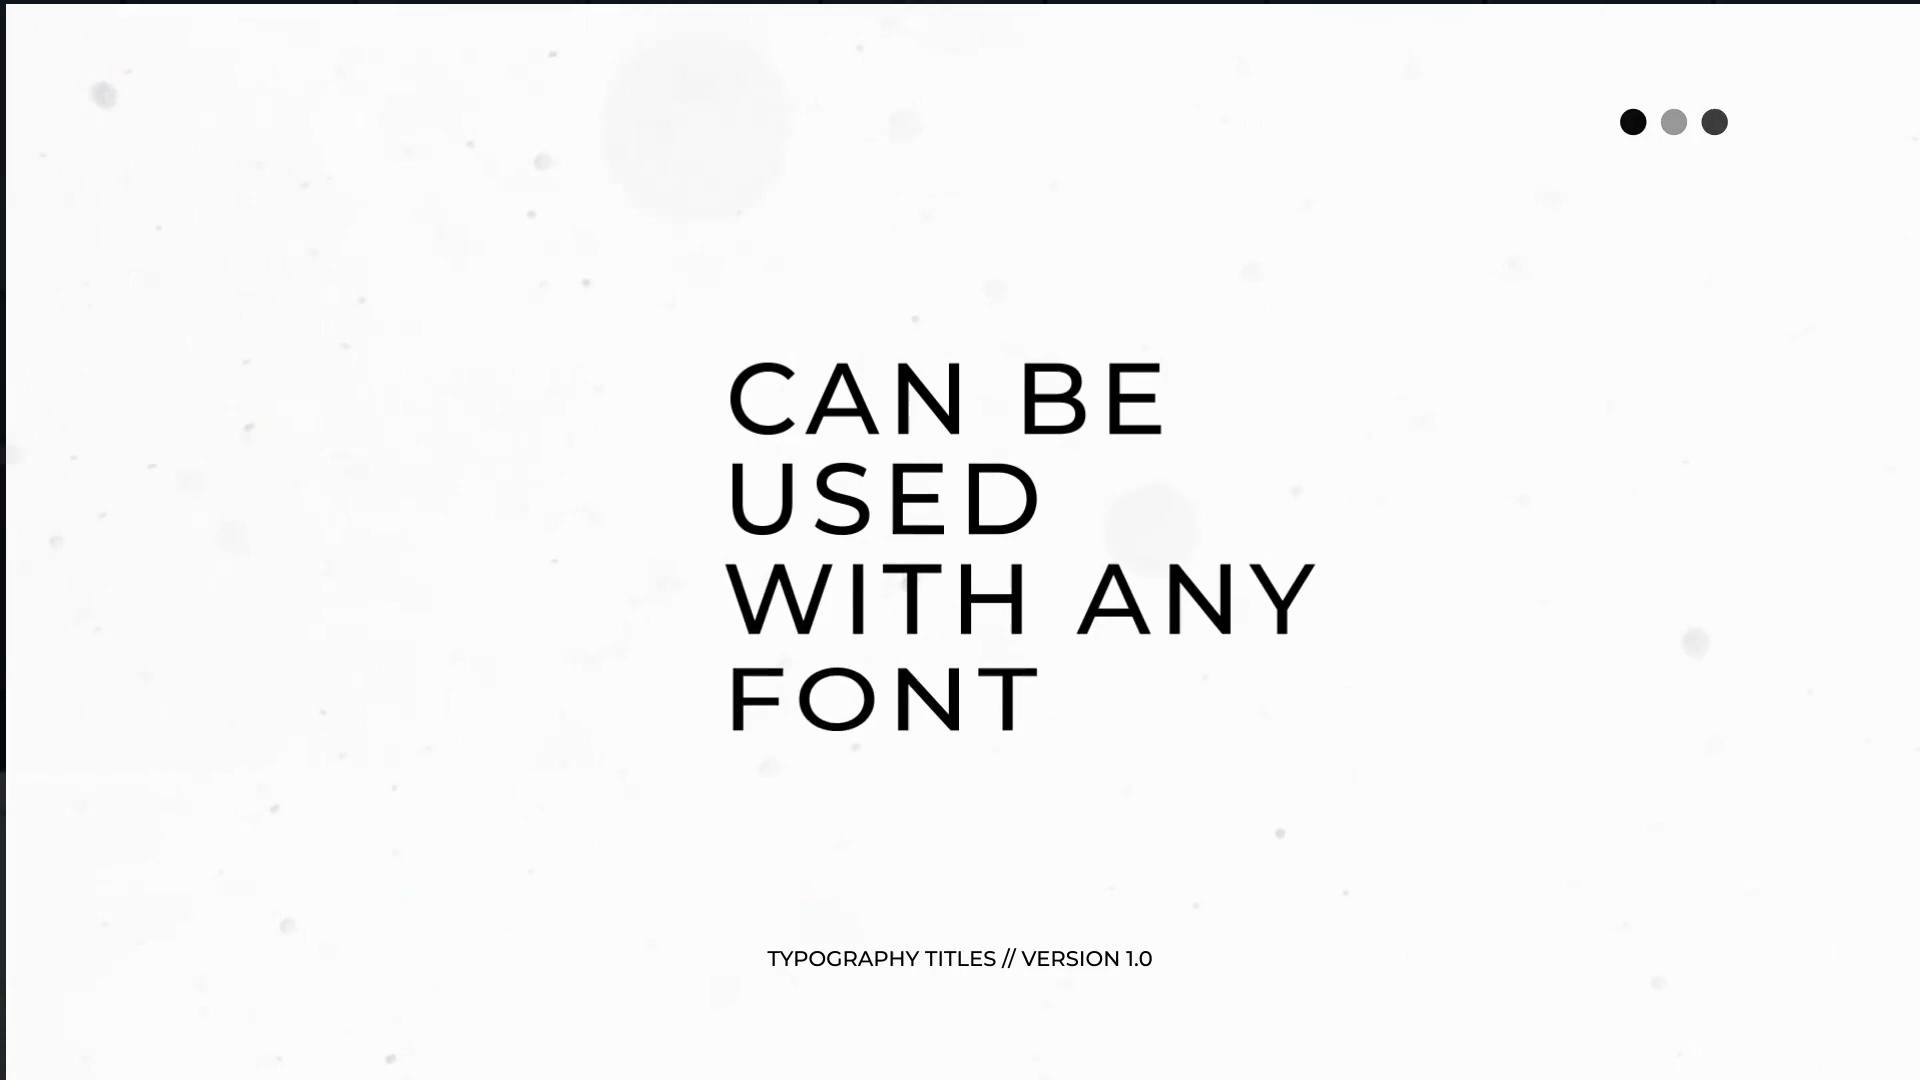 CAN BE
USED
WITH ANY
FONT
TYPOGRAPHY TITLES // VERSION 1.0